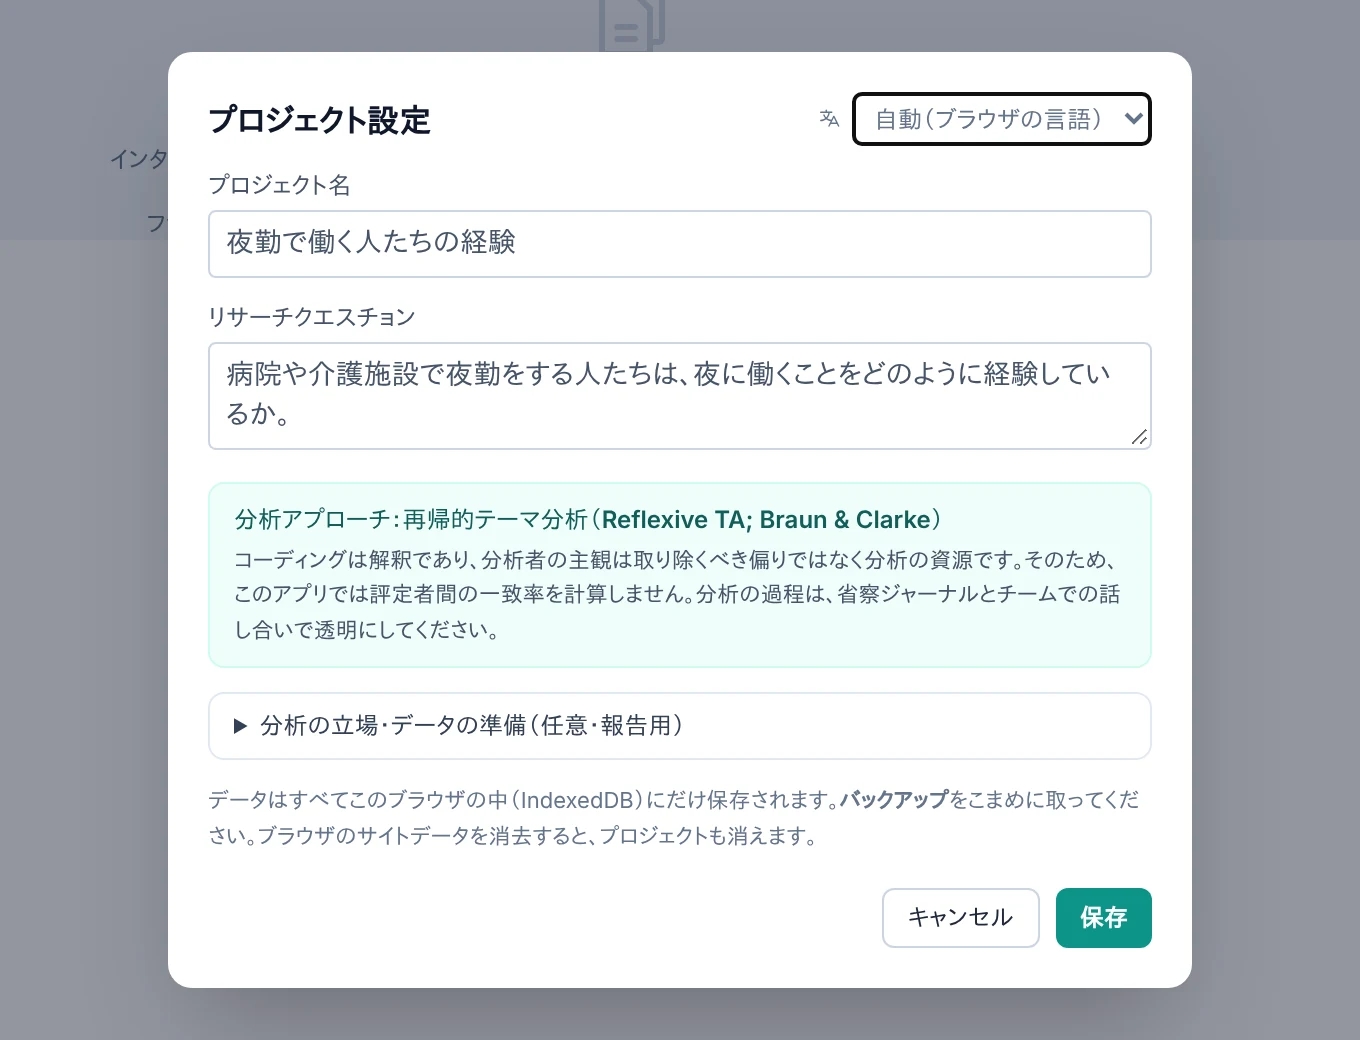 プロジェクト設定
自動（ブラウザの言語）
インタ
プロジェクト名
夜勤で働く人たちの経験
リサーチクエスチョン
病院や介護施設で夜勤をする人たちは、夜に働くことをどのように経験してい
るか。
分析アプローチ：再帰的テーマ分析（Reflexive TA; Braun & Clarke）
コーディングは解釈であり、分析者の主観は取り除くべき偏りではなく分析の資源です。そのため、
このアプリでは評定者間の一致率を計算しません。分析の過程は、省察ジャーナルとチームでの話
し合いで透明にしてください。
▶ 分析の立場・データの準備（任意・報告用）
データはすべてこのブラウザの中（IndexedDB）にだけ保存されます。バックアップをこまめに取ってくだ
さい。ブラウザのサイトデータを消去すると、プロジェクトも消えます。
キャンセル
保存